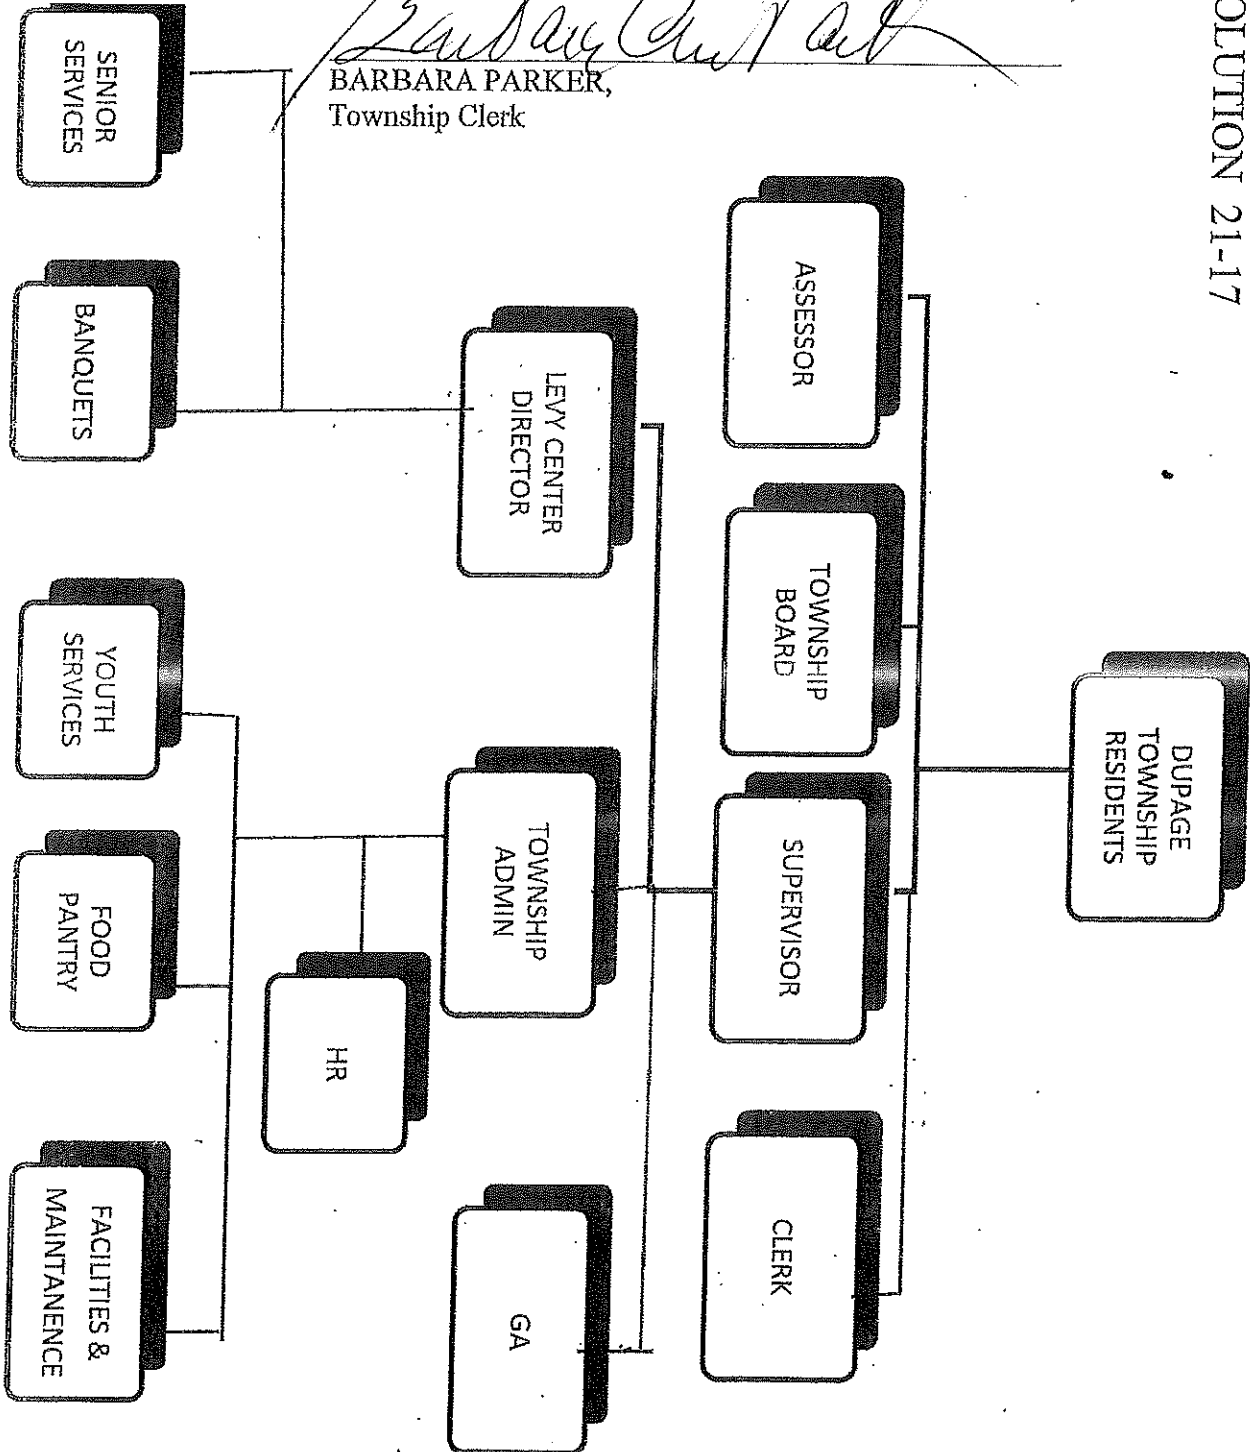 OLUTION 21-17
DUPAGE
TOWNSHIP
RESIDENTS
ASSESSOR
TOWNSHIP
BOARD
SUPERVISOR
CLERK
LEVY CENTER
DIRECTOR
TOWNSHIP
ADMIN
GA
HR
SENIOR
SERVICES
BANQUETS
YOUTH
SERVICES
FOOD
PANTRY
FACILITIES &
MAINTANENCE
BARBARA PARKER,
Township Clerk